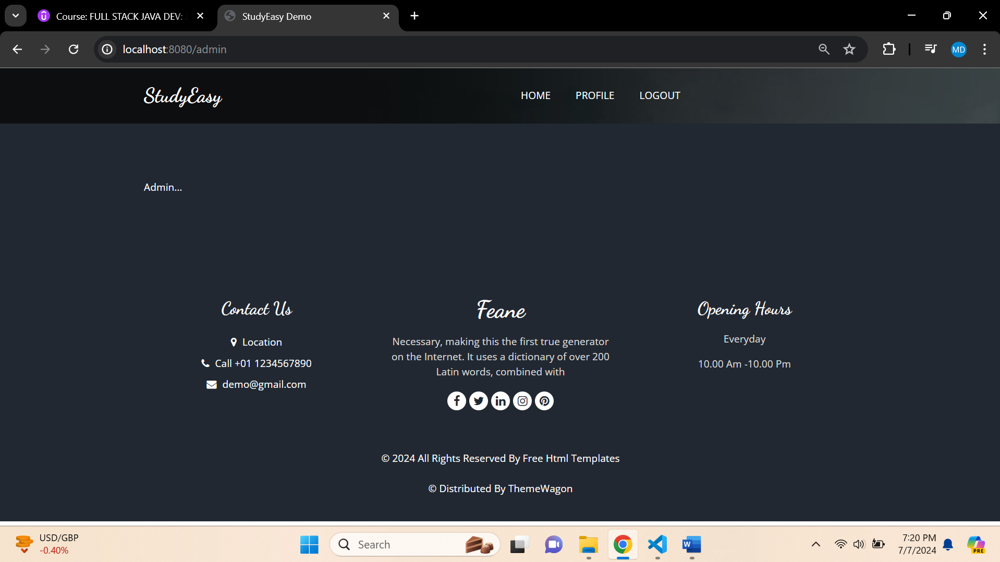 Course: FULL STACK JAVA DEV:
StudyEasy Demo
localhost:8080/admin
MD
StudyEasy
HOME
PROFILE
LOGOUT
Admin...
Contact Us
Location
Call +01 1234567890
demo@gmail.com
Feane
Necessary, making this the first true generator
on the Internet. It uses a dictionary of over 200
Latin words, combined with
Opening Hours
Everyday
10.00 Am -10.00 Pm
© 2024 All Rights Reserved By Free Html Templates
© Distributed By ThemeWagon
USD/GBP
-0.40%
Search
7:20 PM
7/7/2024
PRE